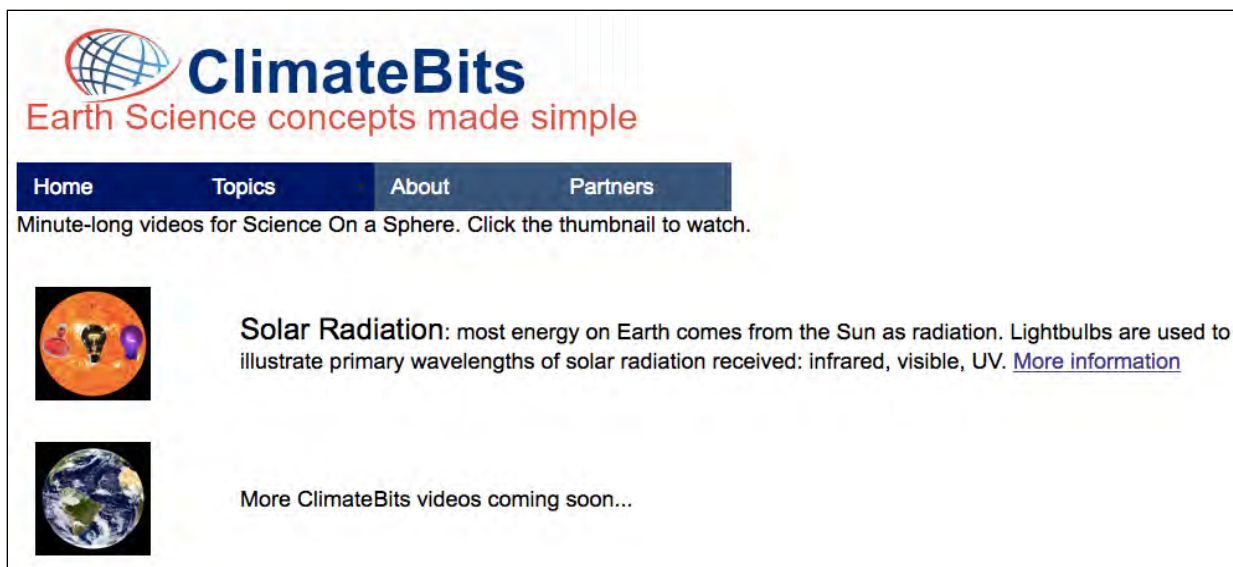 ClimateBits
Earth Science concepts made simple
Home Topics About Partners
Minute-long videos for Science On a Sphere. Click the thumbnail to watch.
Solar Radiation: most energy on Earth comes from the Sun as radiation. Lightbulbs are used to
illustrate primary wavelengths of solar radiation received: infrared, visible, UV. More information
More ClimateBits videos coming soon...